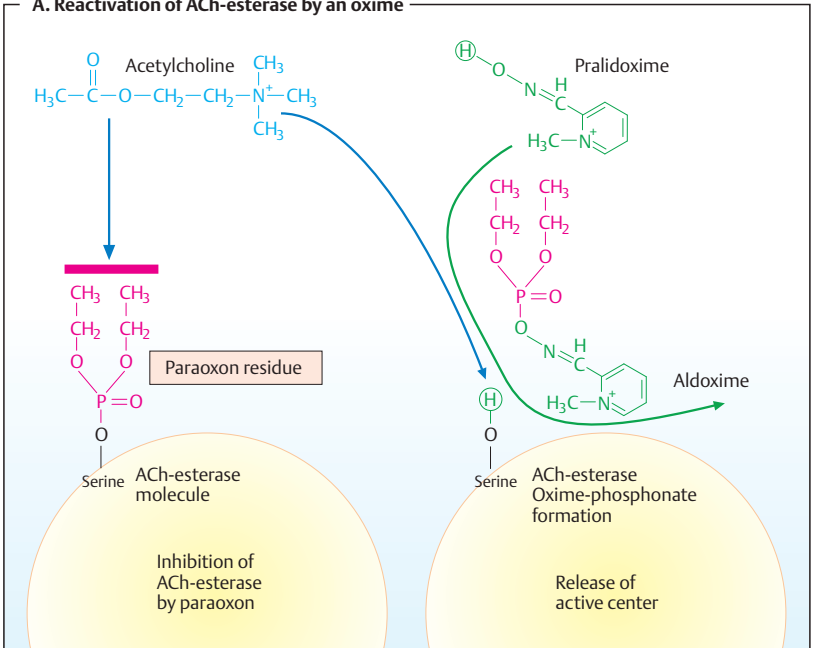 A. Reactivation of ACh-esterase by an oxime
Acetylcholine
O
H₃C—C—O—CH₂—CH₂—N⁺—CH₃
CH₃
CH₃
Pralidoxime
H
O
N
H
C
H₃C—N⁺
CH₃ CH₃
CH₂ CH₂
O O
P=O
O
Serine
Paraoxon residue
ACh-esterase
molecule
Inhibition of
ACh-esterase
by paraoxon
CH₃ CH₃
CH₂ CH₂
O O
P=O
O
N
H
C
H₃C—N⁺
Aldoxime
H
O
Serine
ACh-esterase
Oxime-phosphonate
formation
Release of
active center